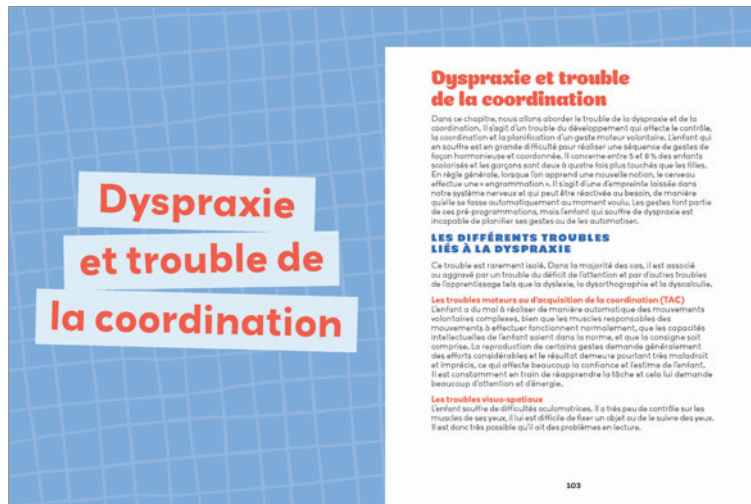 Dyspraxie
et trouble de
la coordination
Dyspraxie et trouble
de la coordination
Dans ce chapitre, nous allons aborder le trouble de la dyspraxie et de la
coordination. Il s'agit d'un trouble du développement qui affecte le contrôle,
la coordination et la planification d'un geste moteur volontaire. L'enfant qui
en souffre est en grande difficulté pour réaliser une séquence de gestes de
façon harmonieuse et coordonnée. Il concerne entre 5 et 8 % des enfants
scolarisés et les garçons sont deux à quatre fois plus touchés que les filles.
En règle générale, lorsque l'on apprend une nouvelle notion, le cerveau
effectue une « engrammation ». Il s'agit d'une d'empreinte laissée dans
notre système nerveux et qui peut être réactivée au besoin, de manière
qu'elle se fasse automatiquement au moment voulu. Les gestes font partie
de ces pré-programmations, mais l'enfant qui souffre de dyspraxie est
incapable de planifier ses gestes ou de les automatiser.
LES DIFFÉRENTS TROUBLES
LIÉS À LA DYSPRAXIE
Ce trouble est rarement isolé. Dans la majorité des cas, il est associé
ou aggravé par un trouble du déficit de l'attention et par d'autres troubles
de l'apprentissage tels que la dyslexie, la dysorthographie et la dyscalculie.
Les troubles moteurs ou d'acquisition de la coordination (TAC)
L'enfant a du mal à réaliser de manière automatique des mouvements
volontaires complexes, bien que les muscles responsables des
mouvements à effectuer fonctionnent normalement, que les capacités
intellectuelles de l'enfant soient dans la norme, et que la consigne soit
comprise. La reproduction de certains gestes demande généralement
des efforts considérables et le résultat demeure pourtant très maladroit
et imprécis, ce qui affecte beaucoup la confiance et l'estime de l'enfant.
Il est constamment en train de réapprendre la tâche et cela lui demande
beaucoup d'attention et d'énergie.
Les troubles visuo-spatiaux
L'enfant souffre de difficultés oculomotrices. Il a très peu de contrôle sur les
muscles de ses yeux, il lui est difficile de fixer un objet ou de le suivre des yeux.
Il est donc très possible qu'il ait des problèmes en lecture.
103